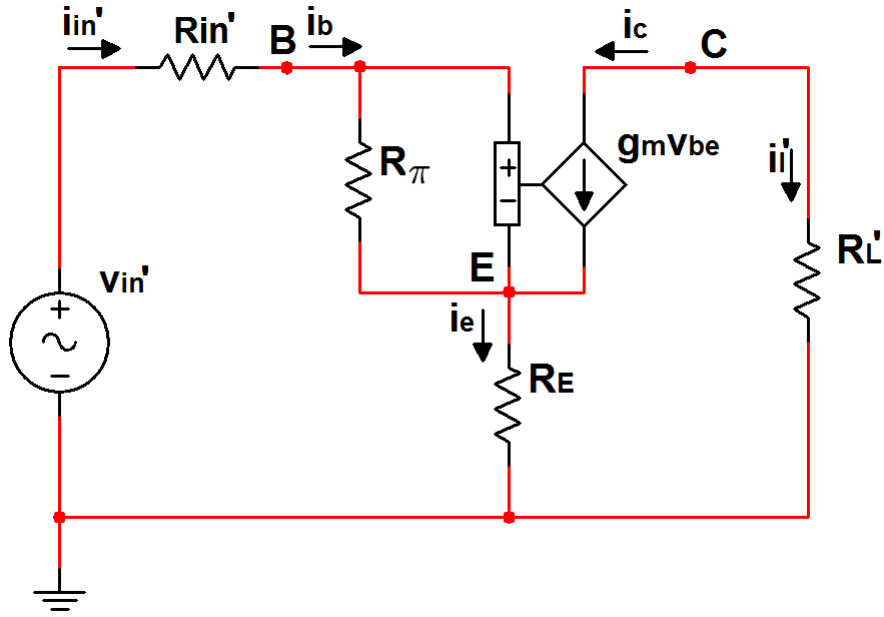 iin'
Rin'
B
ib
ic
C
Rπ
+
−
gmvbe
il'
E
vin'
+
−
ie
RE
RL'